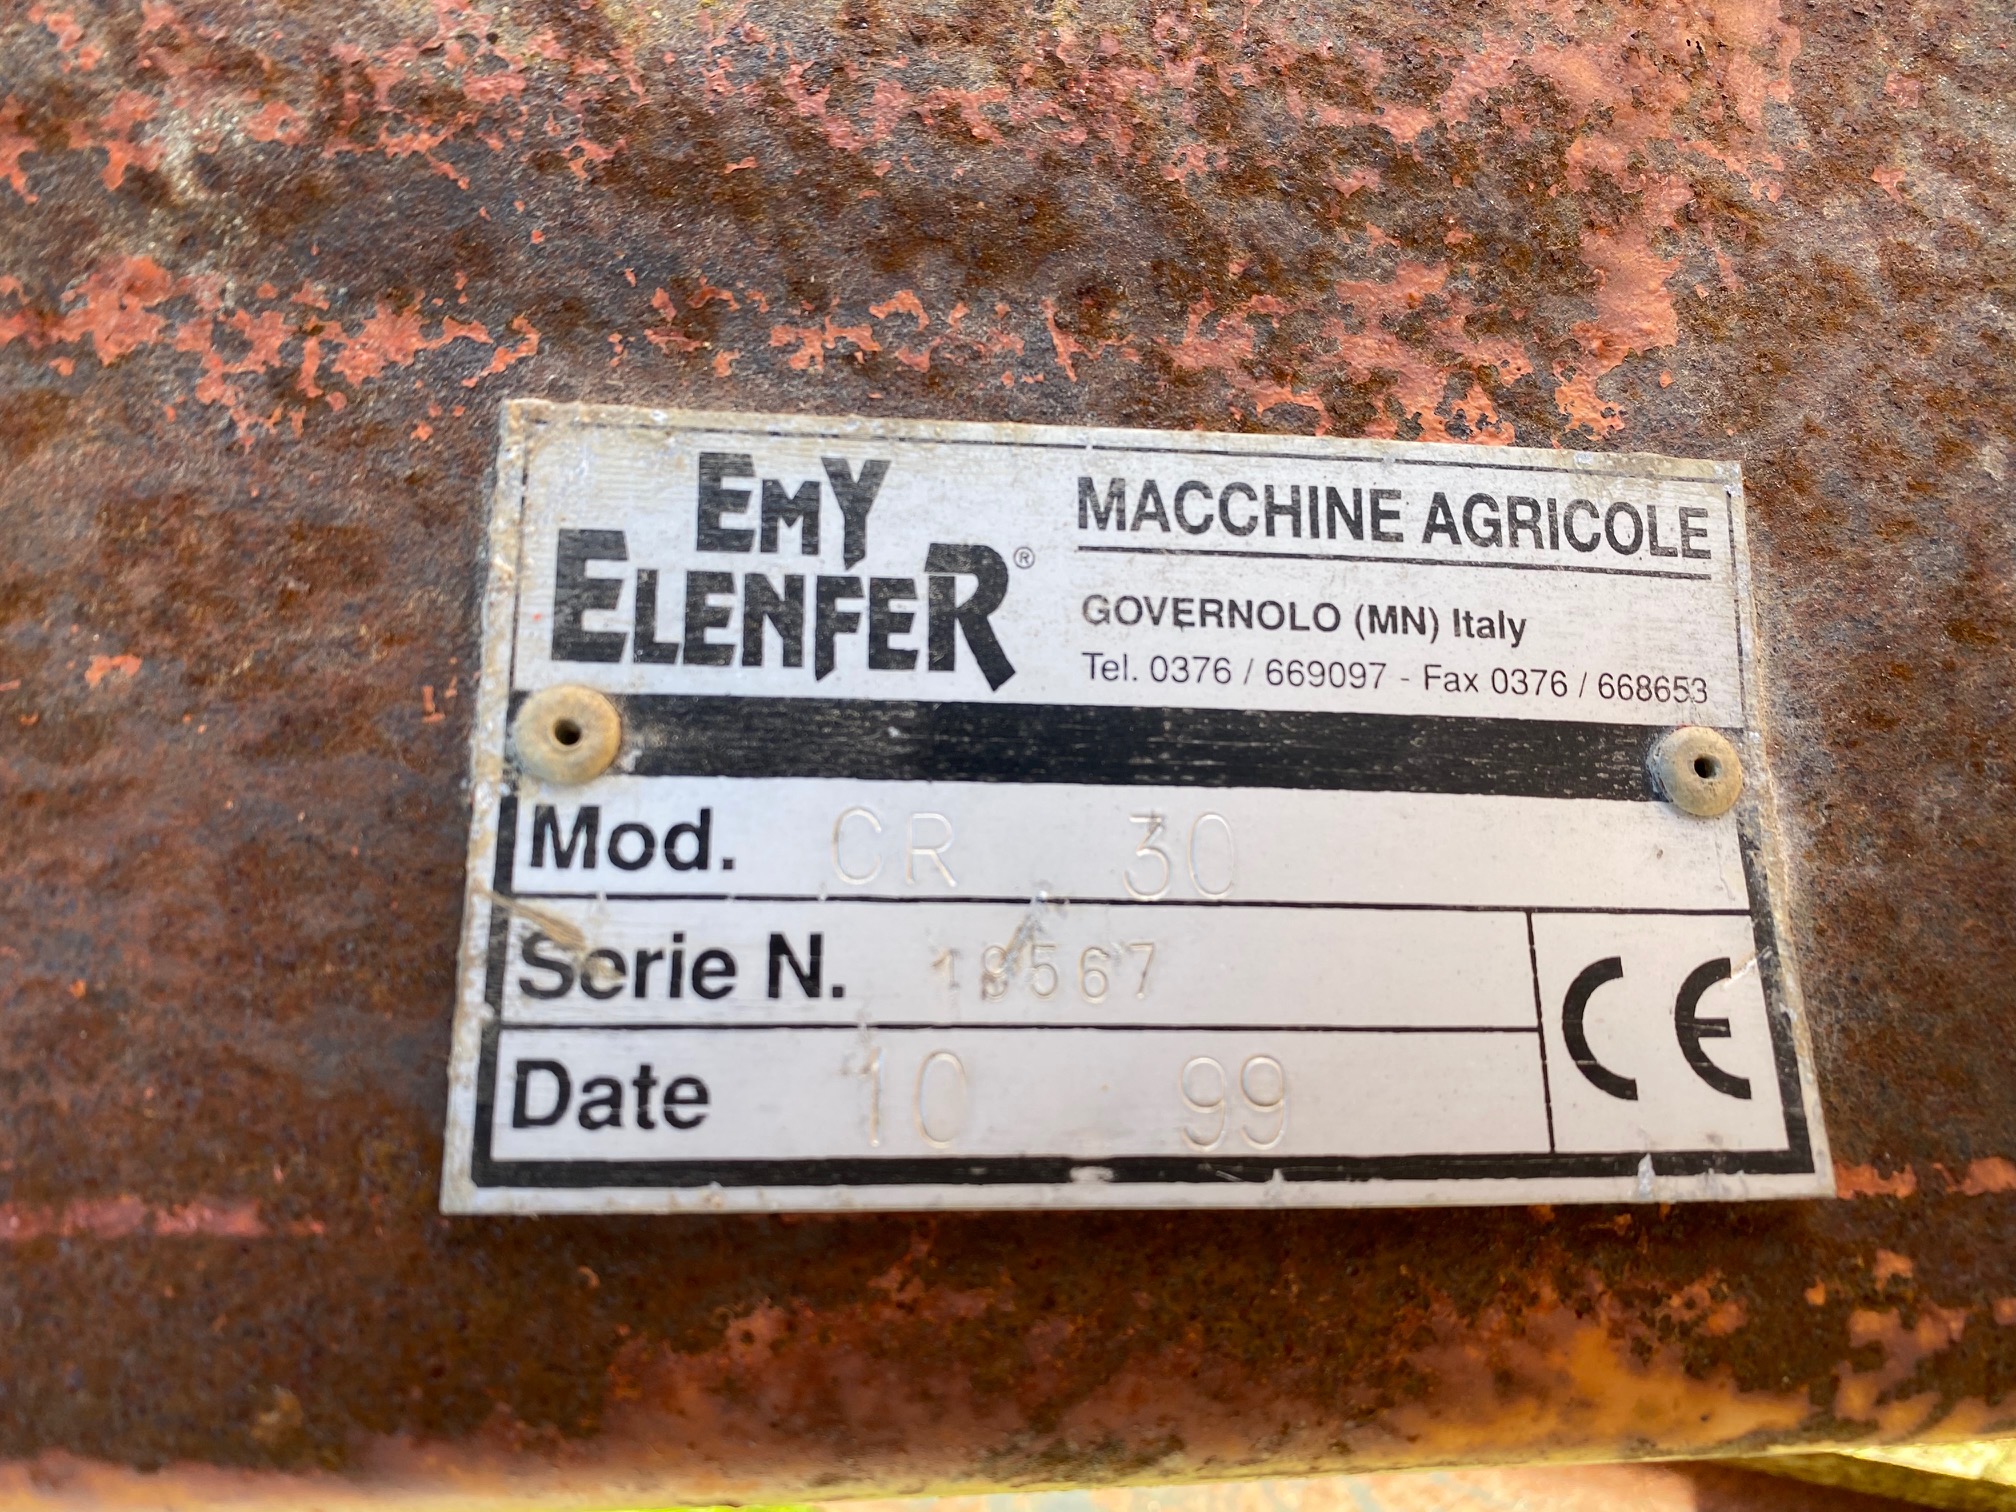 EMY
ELENFER®
MACCHINE AGRICOLE
GOVERNOLO (MN) Italy
Tel. 0376 / 669097 - Fax 0376 / 668653
Mod. CR 30
Serie N. 19567
Date 10 99
CE